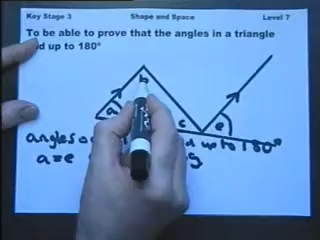 Key Stage 3 Shape and Space Level 7
To be able to prove that the angles in a triangle
up to 180°
b
a c e
angles up to 180°
a=e